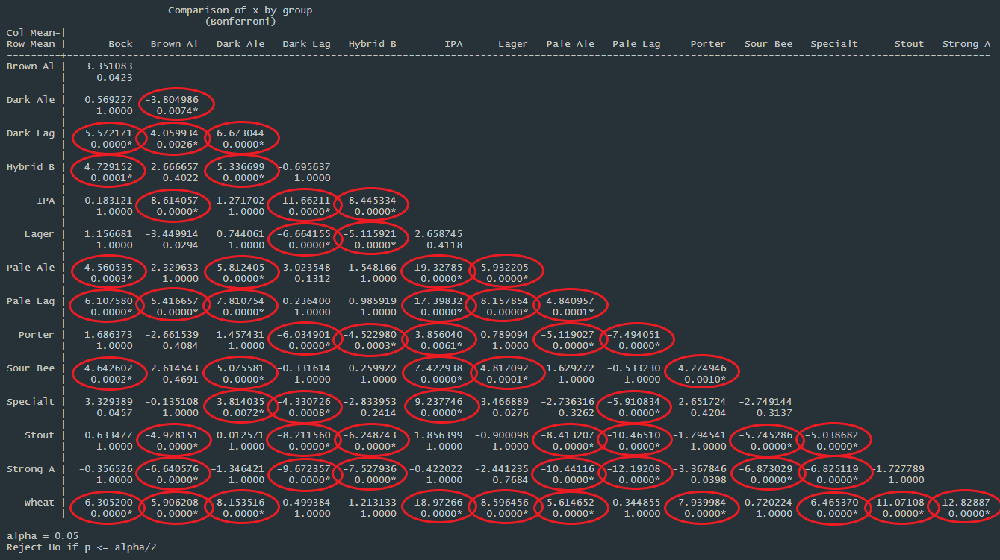 Comparison of x by group
(Bonferroni)
Col Mean-|
Row Mean | Bock Brown Al Dark Ale Dark Lag Hybrid B IPA Lager Pale Ale Pale Lag Porter Sour Bee Specialt Stout Strong A
---------+----------------------------------------------------------------------------------------------------------------------------------------------------------
Brown Al | 3.351083
| 0.0423
|
Dark Ale | 0.569227 -3.804986
| 1.0000 0.0074*
|
Dark Lag | 5.572171 4.059934 6.673044
| 0.0000* 0.0026* 0.0000*
|
Hybrid B | 4.729152 2.666657 5.336699 -0.695637
| 0.0001* 0.4022 0.0000* 1.0000
|
IPA | -0.183121 -8.614057 -1.271702 -11.66211 -8.445334
| 1.0000 0.0000* 1.0000 0.0000* 0.0000*
|
Lager | 1.156681 -3.449914 0.744061 -6.664155 -5.115921 2.658745
| 1.0000 0.0294 1.0000 0.0000* 0.0000* 0.4118
|
Pale Ale | 4.560535 2.329633 5.812405 -3.023548 -1.548166 19.32785 5.932205
| 0.0003* 1.0000 0.0000* 0.1312 1.0000 0.0000* 0.0000*
|
Pale Lag | 6.107580 5.416657 7.810754 0.236400 0.985919 17.39832 8.157854 4.840957
| 0.0000* 0.0000* 0.0000* 1.0000 1.0000 0.0000* 0.0000* 0.0001*
|
Porter | 1.686373 -2.661539 1.457431 -6.034901 -4.522980 3.856040 0.789094 -5.119027 -7.494051
| 1.0000 0.4084 1.0000 0.0000* 0.0003* 0.0061* 1.0000 0.0000* 0.0000*
|
Sour Bee | 4.642602 2.614543 5.075581 -0.331614 0.259922 7.422938 4.812092 1.629272 -0.533230 4.274946
| 0.0002* 0.4691 0.0000* 1.0000 1.0000 0.0000* 0.0001* 1.0000 1.0000 0.0010*
|
Specialt | 3.329389 -0.135108 3.814035 -4.330726 -2.833953 9.237746 3.466889 -2.736316 -5.910834 2.651724 -2.749144
| 0.0457 1.0000 0.0072* 0.0008* 0.2414 0.0000* 0.0276 0.3262 0.0000* 0.4204 0.3137
|
Stout | 0.633477 -4.928151 0.012571 -8.211560 -6.248743 1.856399 -0.900098 -8.413207 -10.46510 -1.794541 -5.745286 -5.038682
| 1.0000 0.0000* 1.0000 0.0000* 0.0000* 1.0000 1.0000 0.0000* 0.0000* 1.0000 0.0000* 0.0000*
|
Strong A | -0.356526 -6.640576 -1.346421 -9.672357 -7.527936 -0.422022 -2.441235 -10.44116 -12.19208 -3.367846 -6.873029 -6.825119 -1.727789
| 1.0000 0.0000* 1.0000 0.0000* 0.0000* 1.0000 0.7684 0.0000* 0.0000* 0.0398 0.0000* 0.0000* 1.0000
|
Wheat | 6.305200 5.906208 8.153516 0.499384 1.213133 18.97266 8.596456 5.614652 0.344855 7.939984 0.720224 6.465370 11.07108 12.82887
| 0.0000* 0.0000* 0.0000* 1.0000 1.0000 0.0000* 0.0000* 0.0000* 1.0000 0.0000* 1.0000 0.0000* 0.0000* 0.0000*
alpha = 0.05
Reject Ho if p <= alpha/2